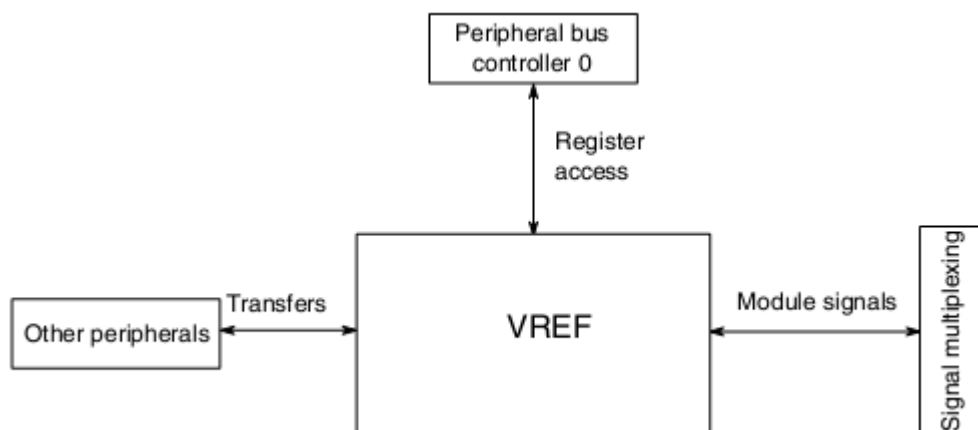 Peripheral bus
controller 0
Register
access
Transfers
Other peripherals
VREF
Module signals
Signal multiplexing